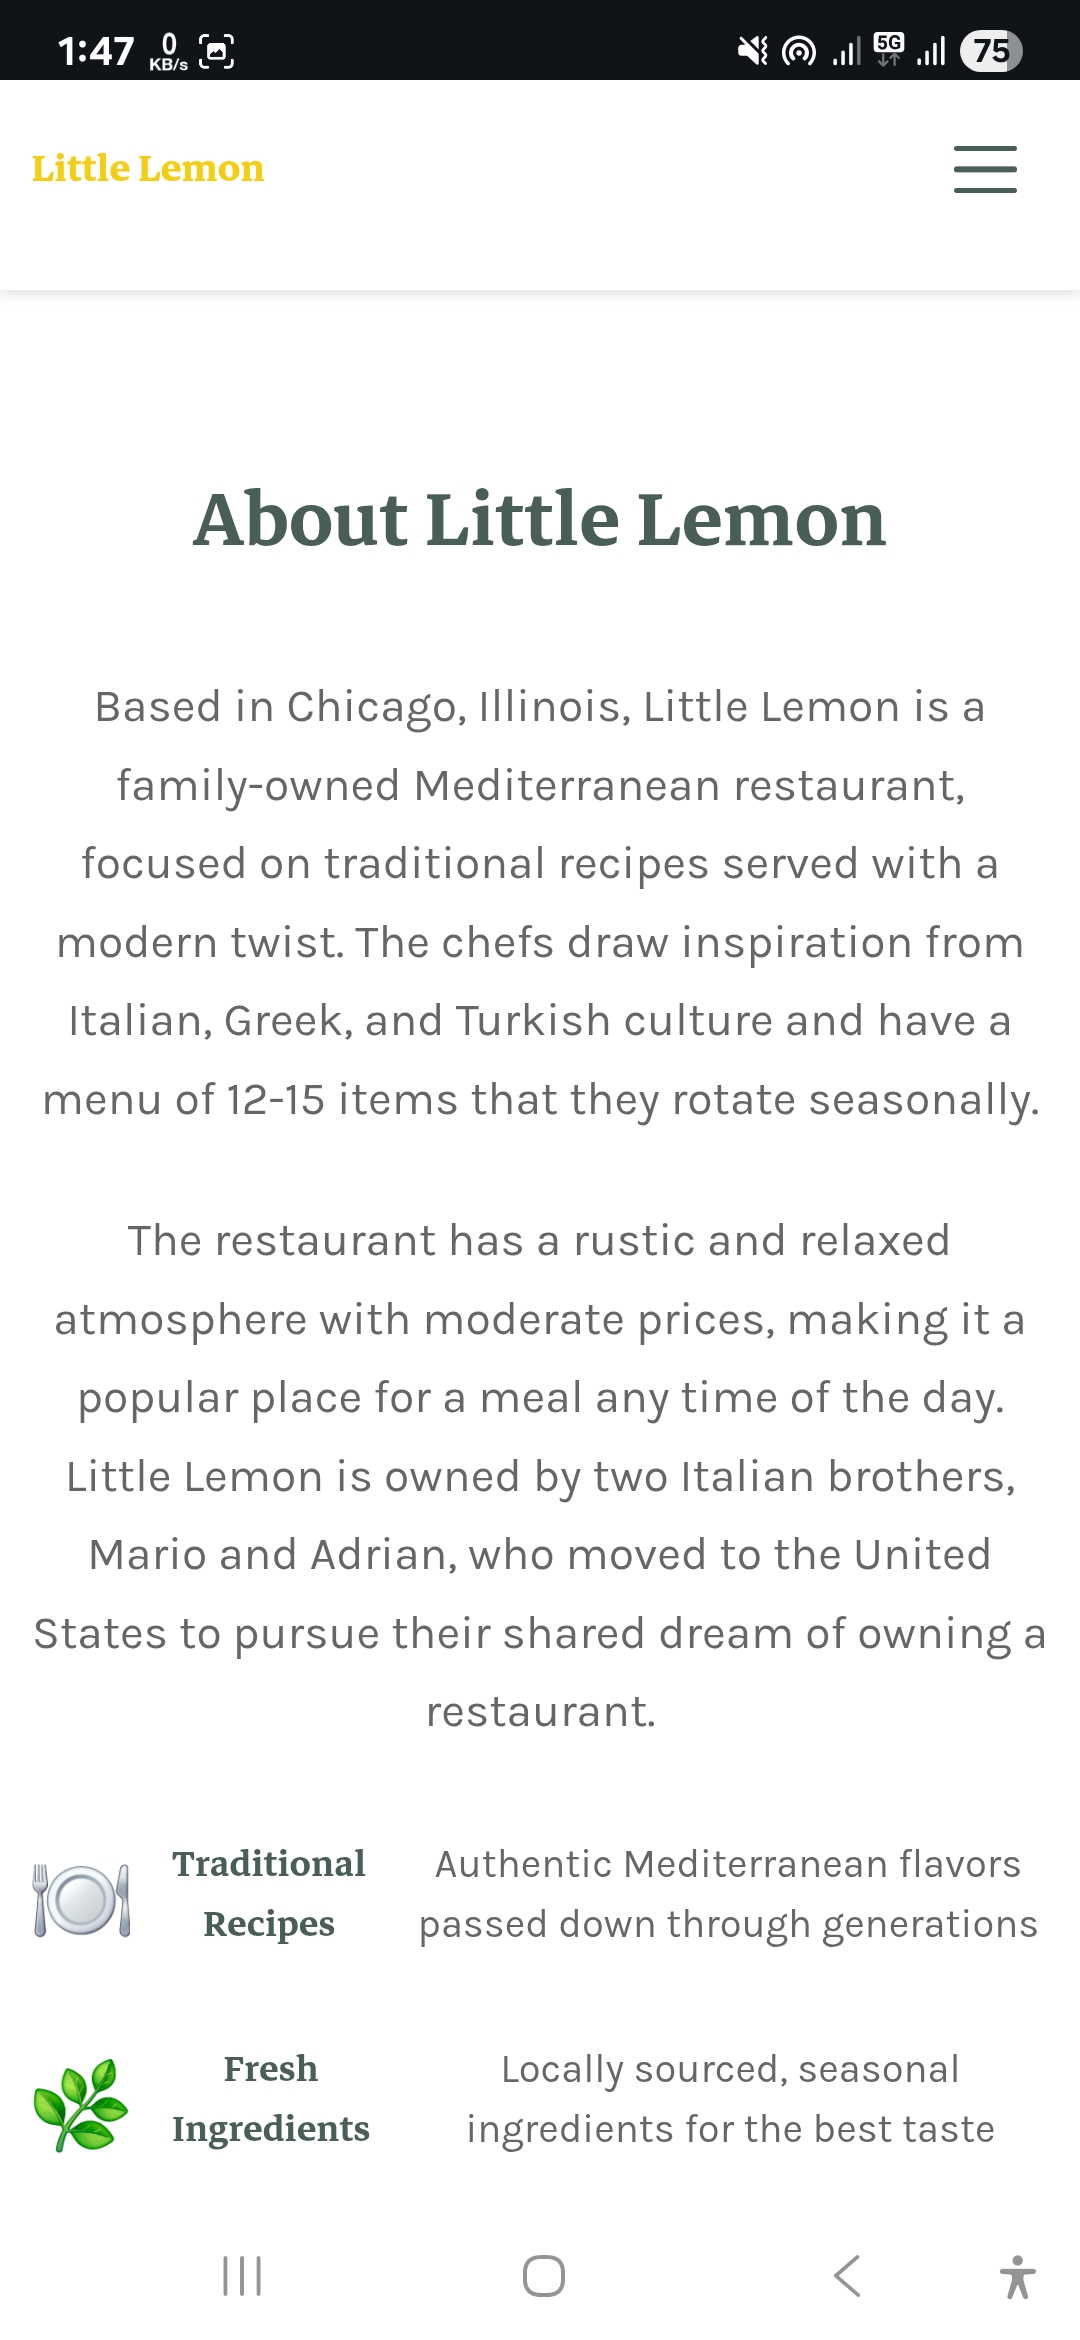 1:47
0
KB/s
5G
75
Little Lemon
About Little Lemon
Based in Chicago, Illinois, Little Lemon is a
family-owned Mediterranean restaurant,
focused on traditional recipes served with a
modern twist. The chefs draw inspiration from
Italian, Greek, and Turkish culture and have a
menu of 12-15 items that they rotate seasonally.
The restaurant has a rustic and relaxed
atmosphere with moderate prices, making it a
popular place for a meal any time of the day.
Little Lemon is owned by two Italian brothers,
Mario and Adrian, who moved to the United
States to pursue their shared dream of owning a
restaurant.
Traditional
Recipes
Authentic Mediterranean flavors
passed down through generations
Fresh
Ingredients
Locally sourced, seasonal
ingredients for the best taste